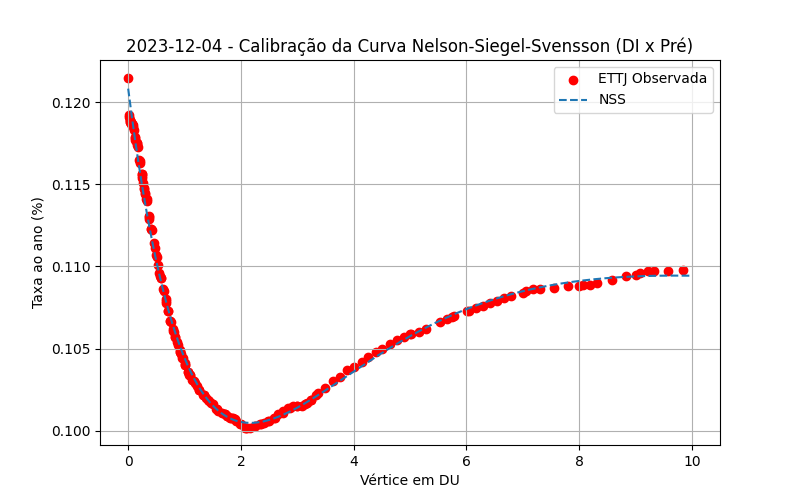 2023-12-04 - Calibração da Curva Nelson-Siegel-Svensson (DI x Pré)
ETTJ Observada
NSS
Taxa ao ano (%)
0.120
0.115
0.110
0.105
0.100
0
2
4
6
8
10
Vértice em DU